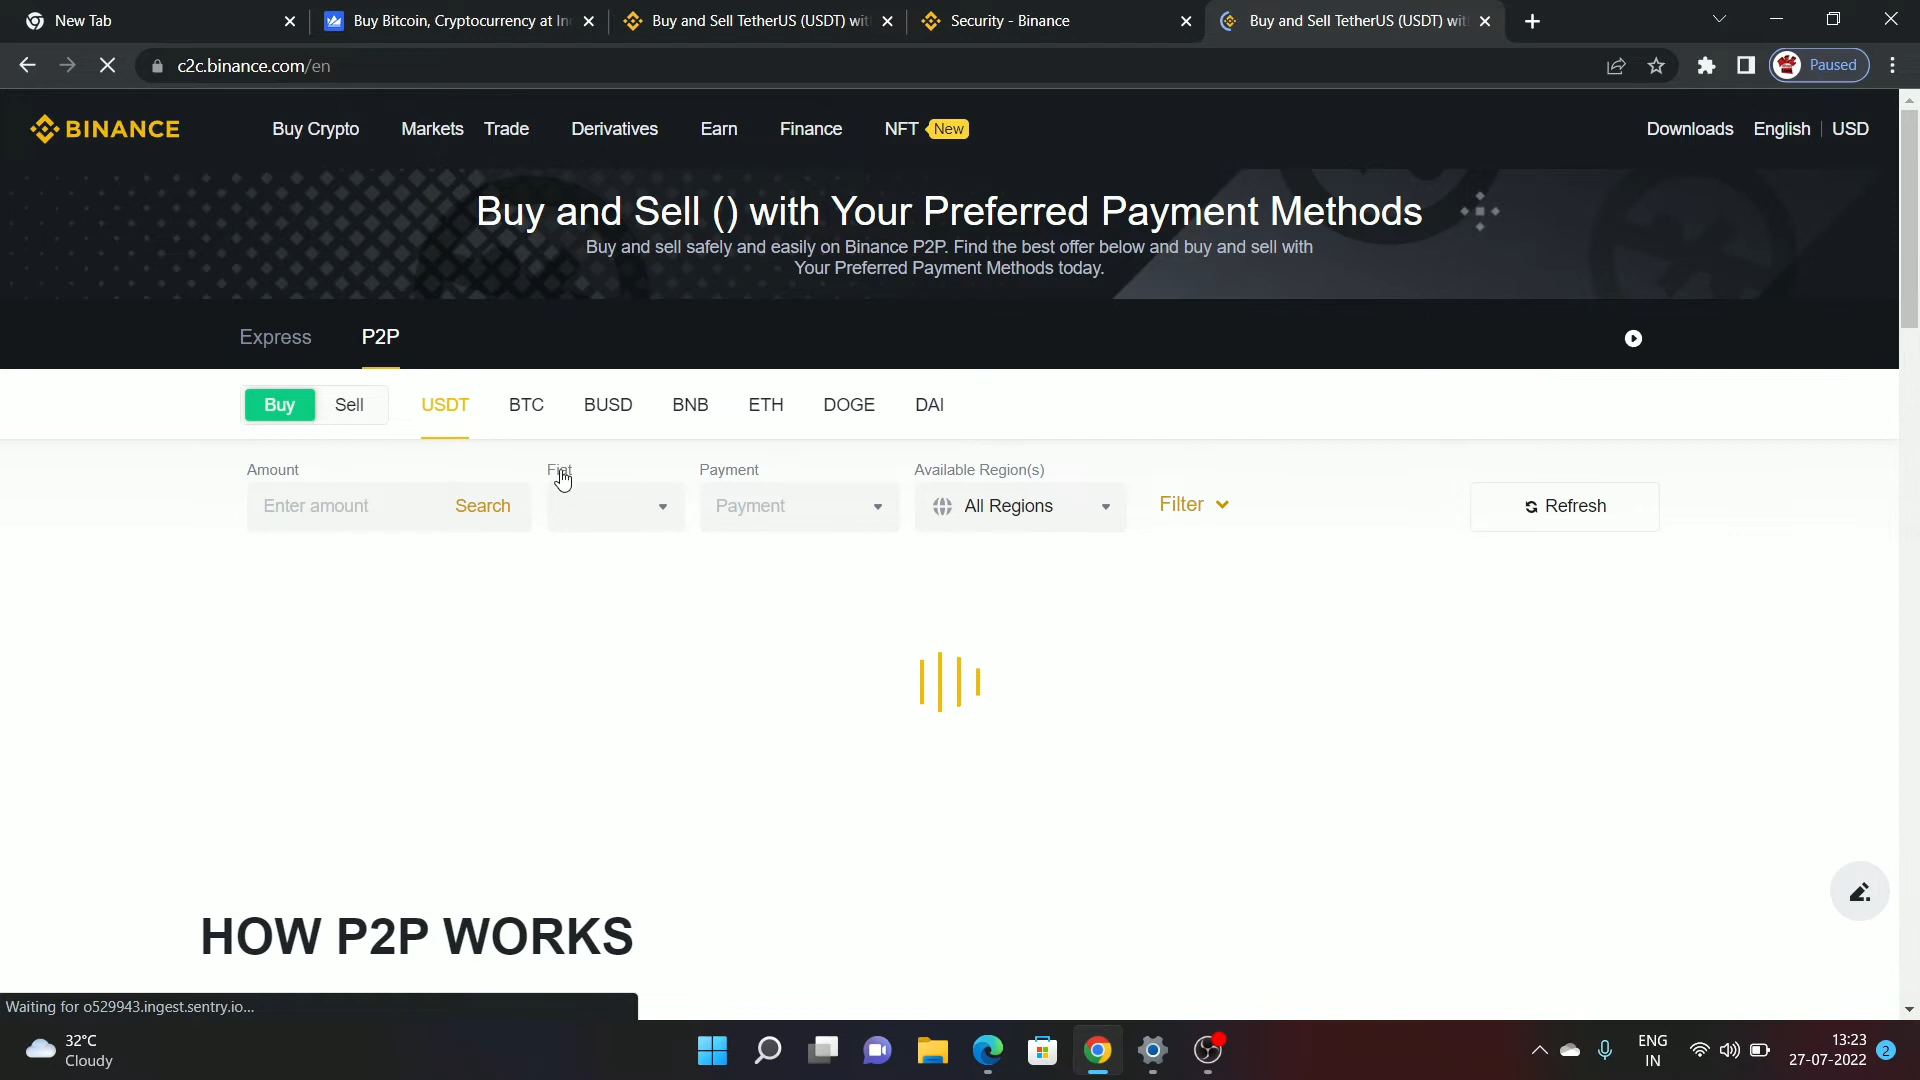 New Tab
Buy Bitcoin, Cryptocurrency at In
Buy and Sell TetherUS (USDT) wit
Security - Binance
Buy and Sell TetherUS (USDT) wit
c2c.binance.com/en
Paused
BINANCE
Buy Crypto
Markets
Trade
Derivatives
Earn
Finance
NFT New
Downloads
English
USD
Buy and Sell () with Your Preferred Payment Methods
Buy and sell safely and easily on Binance P2P. Find the best offer below and buy and sell with
Your Preferred Payment Methods today.
Express
P2P
Buy
Sell
USDT
BTC
BUSD
BNB
ETH
DOGE
DAI
Amount
Fiat
Payment
Available Region(s)
Enter amount
Search
Payment
All Regions
Filter
Refresh
HOW P2P WORKS
Waiting for o529943.ingest.sentry.io...
32°C
Cloudy
ENG
IN
13:23
27-07-2022
2